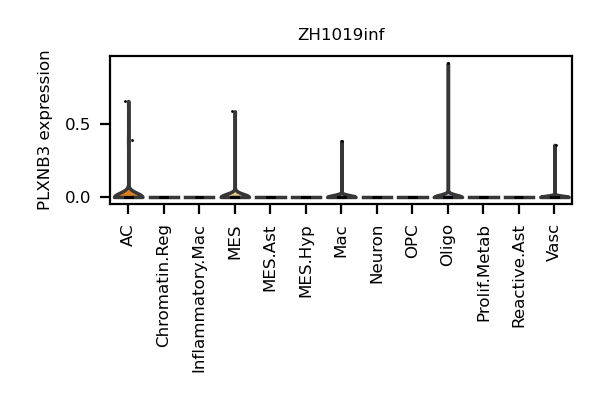 ZH1019inf
PLXNB3 expression
0.5
0.0
AC
Chromatin.Reg
Inflammatory.Mac
MES
MES.Ast
MES.Hyp
Mac
Neuron
OPC
Oligo
Prolif.Metab
Reactive.Ast
Vasc